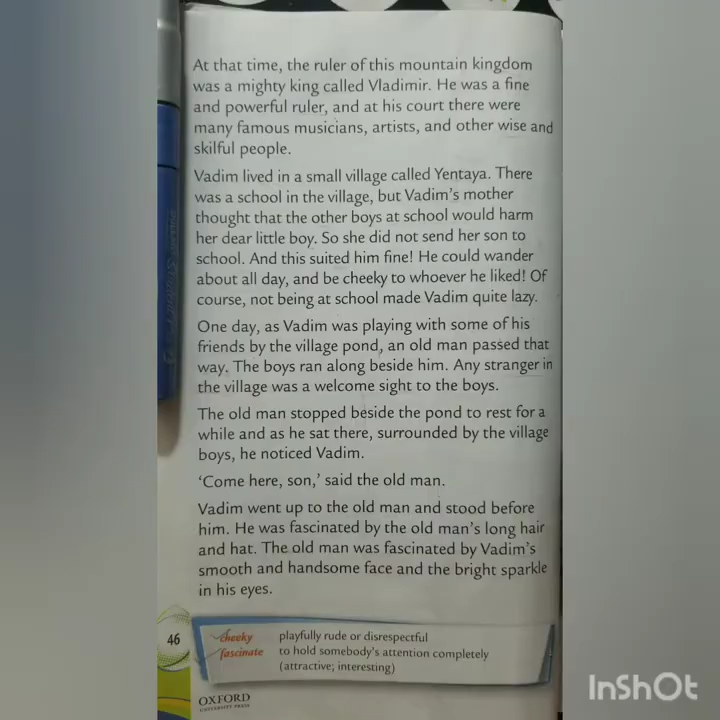 At that time, the ruler of this mountain kingdom
was a mighty king called Vladimir. He was a fine
and powerful ruler, and at his court there were
many famous musicians, artists, and other wise and
skilful people.
Vadim lived in a small village called Yentaya. There
was a school in the village, but Vadim's mother
thought that the other boys at school would harm
her dear little boy. So she did not send her son to
school. And this suited him fine! He could wander
about all day, and be cheeky to whoever he liked! Of
course, not being at school made Vadim quite lazy.
One day, as Vadim was playing with some of his
friends by the village pond, an old man passed that
way. The boys ran along beside him. Any stranger in
the village was a welcome sight to the boys.
The old man stopped beside the pond to rest for a
while and as he sat there, surrounded by the village
boys, he noticed Vadim.
‘Come here, son,’ said the old man.
Vadim went up to the old man and stood before
him. He was fascinated by the old man's long hair
and hat. The old man was fascinated by Vadim's
smooth and handsome face and the bright sparkle
in his eyes.
46
cheeky playfully rude or disrespectful
fascinate to hold somebody's attention completely
(attractive; interesting)
OXFORD
UNIVERSITY PRESS
InShOt